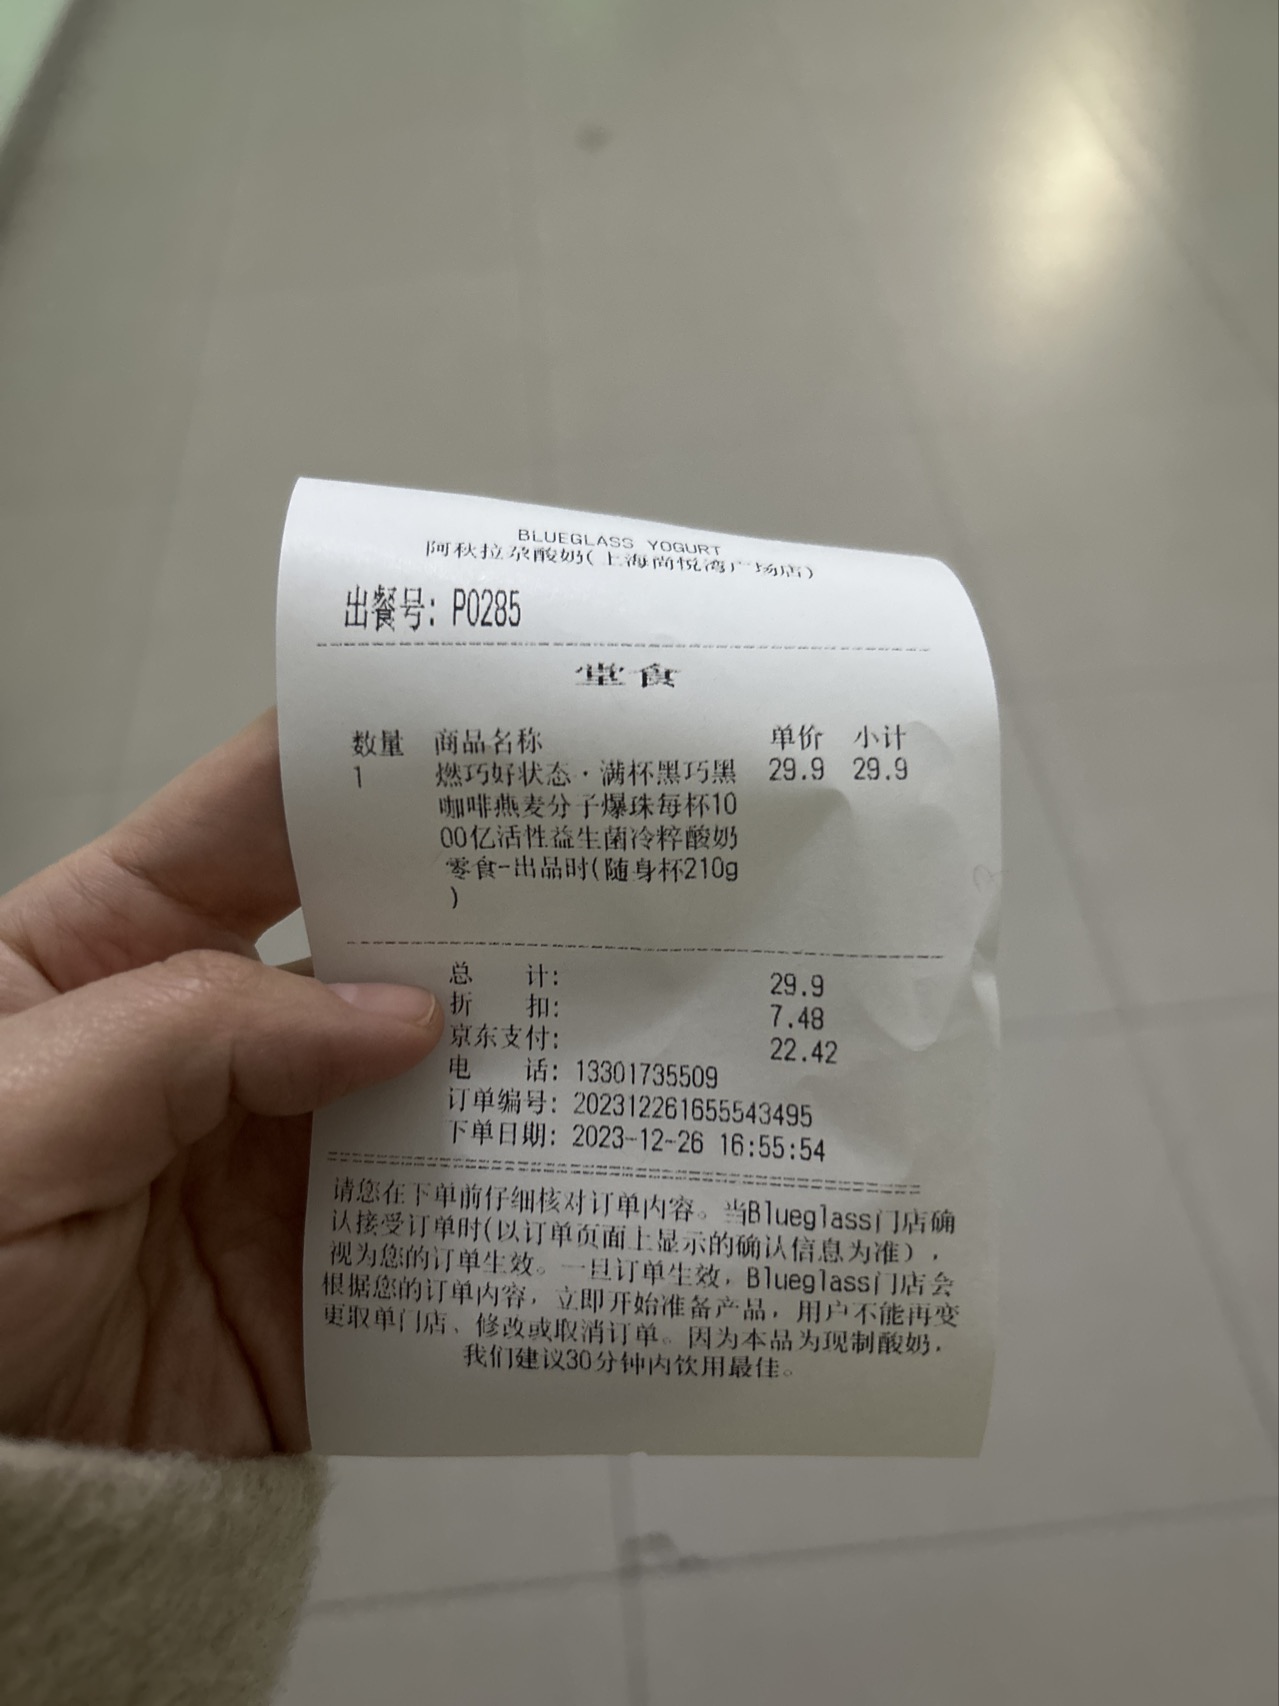 BLUEGLASS YOGURT
阿秋拉尕酸奶(上海尚悦湾广场店)
出餐号: P0285
堂食
数量 商品名称 单价 小计
1 燃巧好状态·满杯黑巧黑 29.9 29.9
咖啡燕麦分子爆珠每杯10
00亿活性益生菌冷粹酸奶
零食-出品时(随身杯210g
)
总 计: 29.9
折 扣: 7.48
京东支付: 22.42
电 话: 13301735509
订单编号: 202312261655543495
下单日期: 2023-12-26 16:55:54
请您在下单前仔细核对订单内容。当Blueglass门店确
认接受订单时(以订单页面上显示的确认信息为准),
视为您的订单生效。一旦订单生效,Blueglass门店会
根据您的订单内容,立即开始准备产品,用户不能再变
更取单门店、修改或取消订单。因为本品为现制酸奶,
我们建议30分钟内饮用最佳。